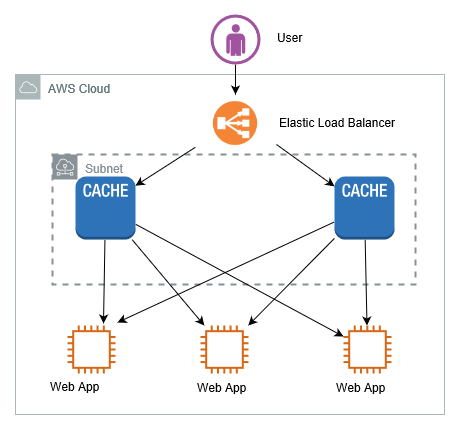 User
AWS Cloud
Elastic Load Balancer
Subnet
CACHE
CACHE
Web App
Web App
Web App